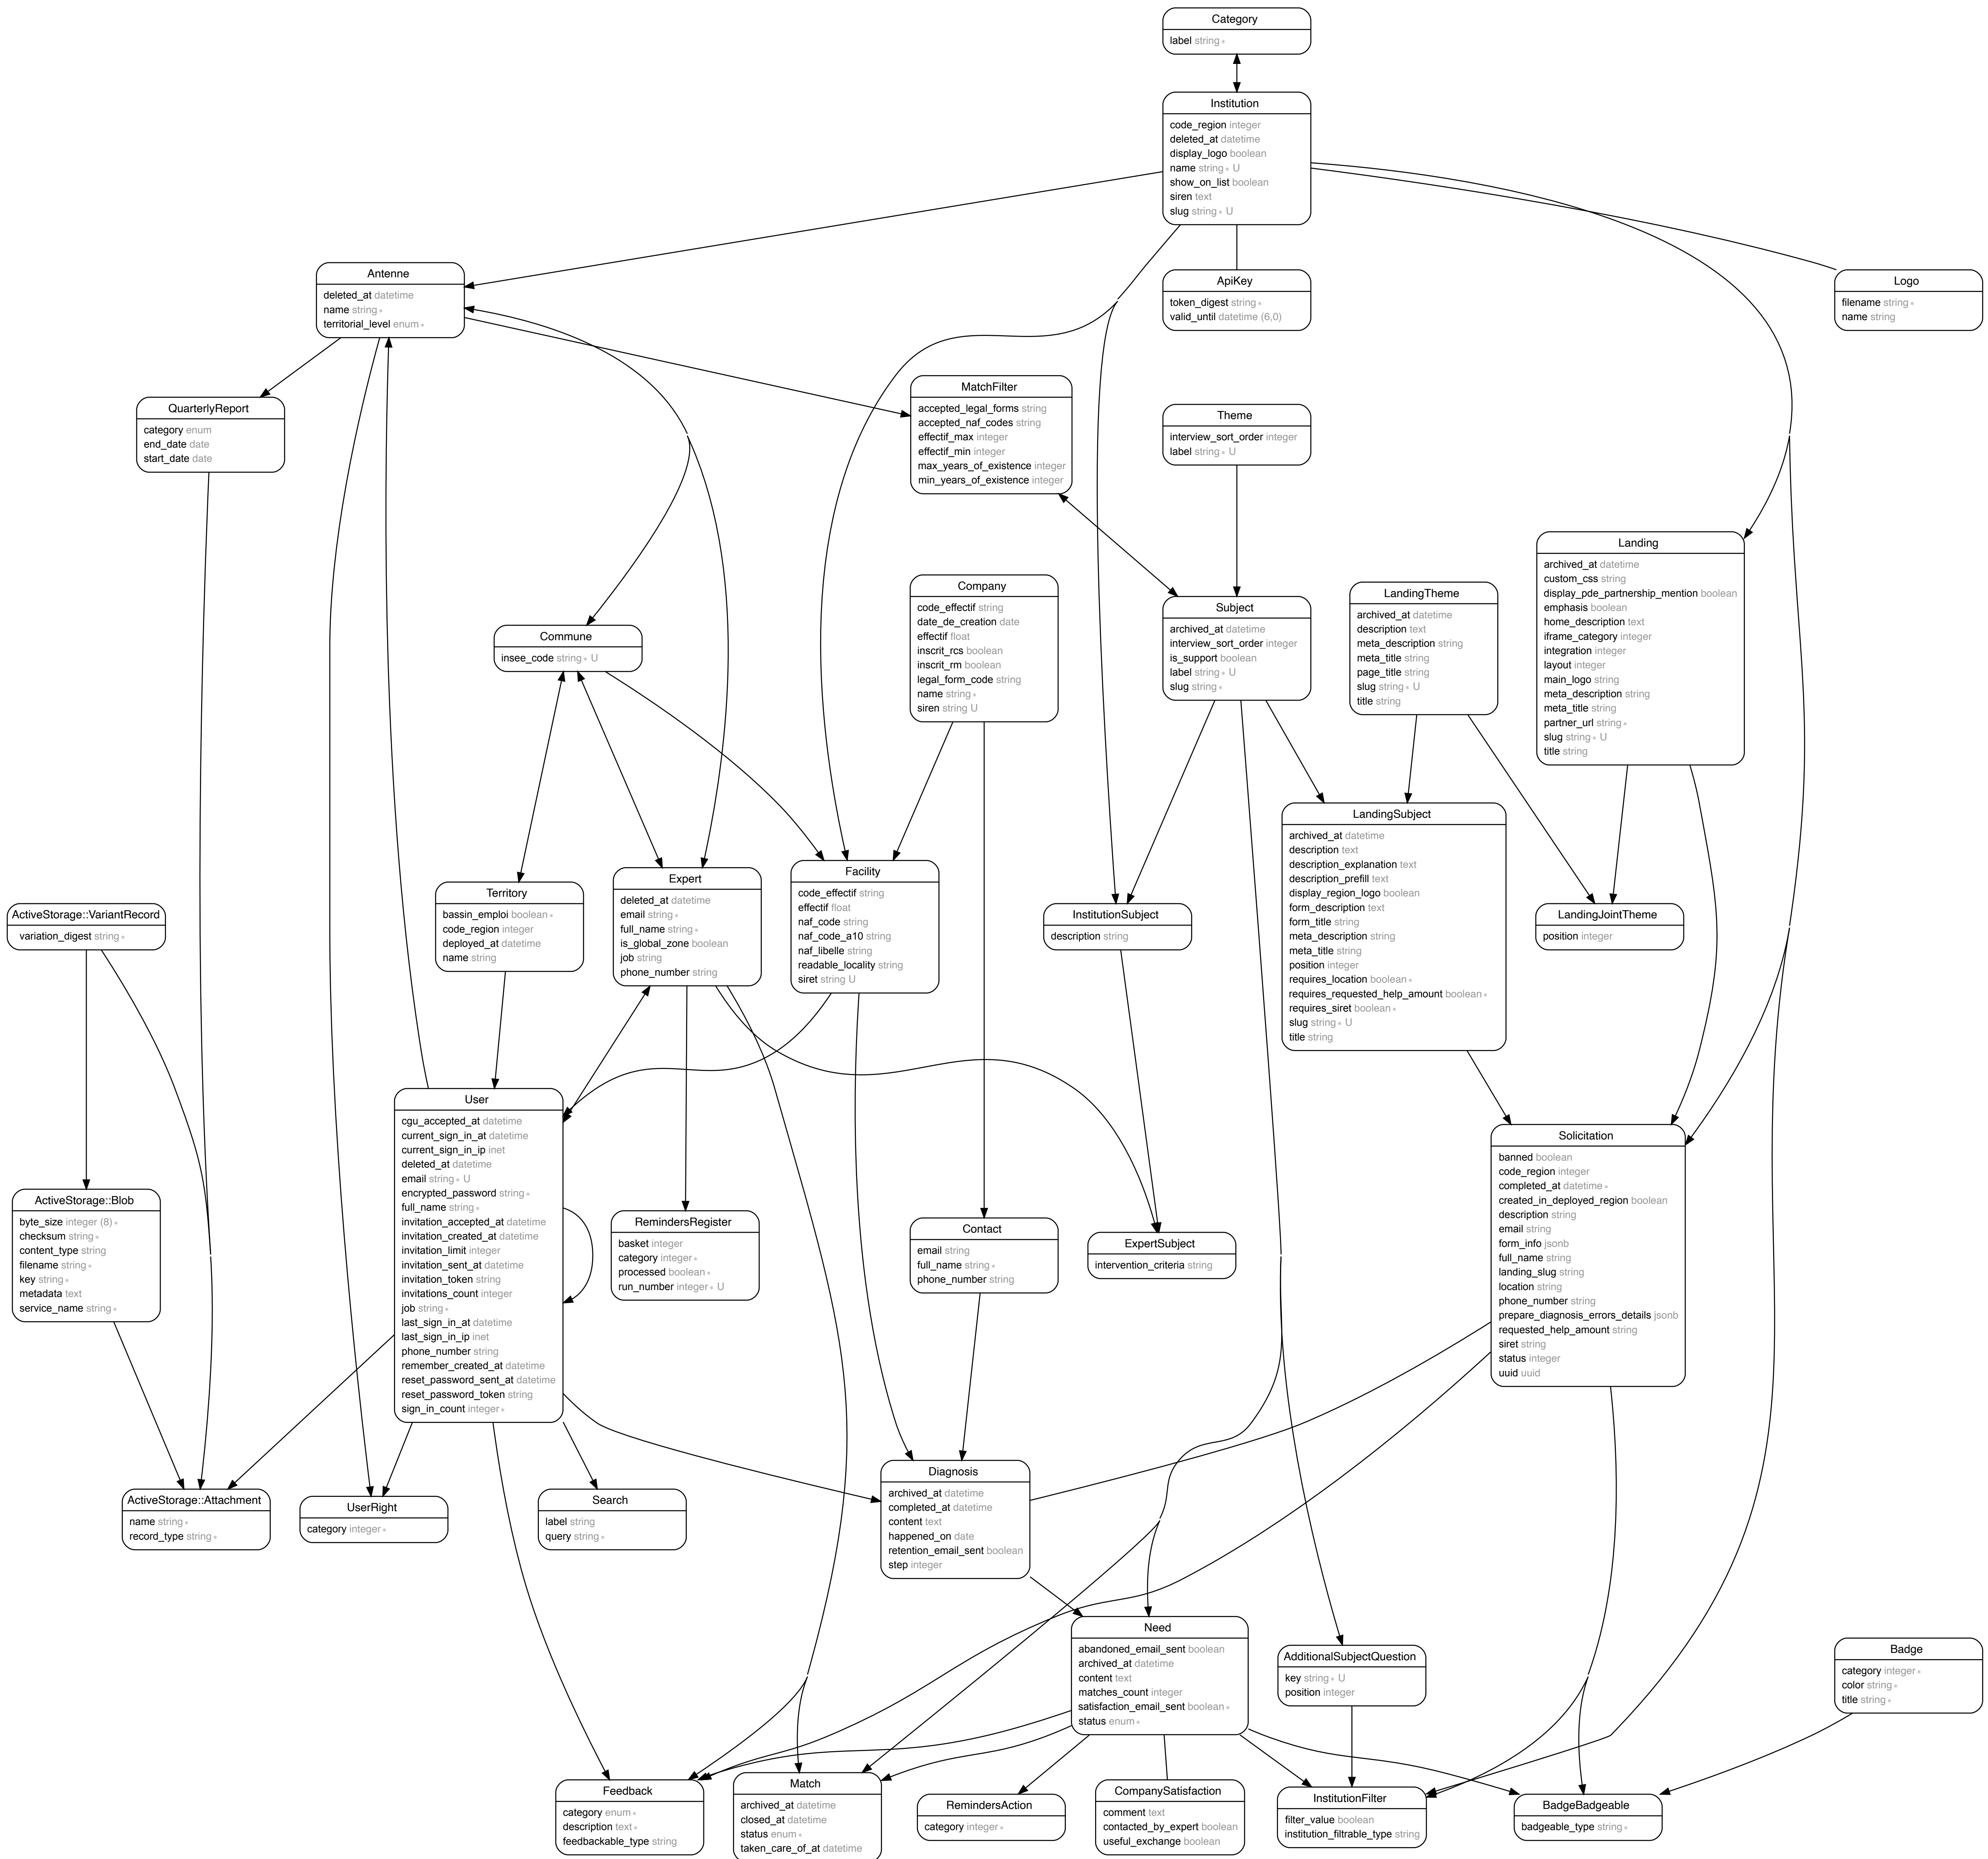 Category
label string∗
Institution
code_region integer
deleted_at datetime
display_logo boolean
name string∗ U
show_on_list boolean
siren text
slug string∗ U
Antenne
deleted_at datetime
name string∗
territorial_level enum∗
ApiKey
token_digest string∗
valid_until datetime (6,0)
Logo
filename string∗
name string
QuarterlyReport
category enum
end_date date
start_date date
MatchFilter
accepted_legal_forms string
accepted_naf_codes string
effectif_max integer
effectif_min integer
max_years_of_existence integer
min_years_of_existence integer
Theme
interview_sort_order integer
label string∗ U
Landing
archived_at datetime
custom_css string
display_pde_partnership_mention boolean
emphasis boolean
home_description text
iframe_category integer
integration integer
layout integer
main_logo string
meta_description string
meta_title string
partner_url string∗
slug string∗ U
title string
Company
code_effectif string
date_de_creation date
effectif float
inscrit_rcs boolean
inscrit_rm boolean
legal_form_code string
name string∗
siren string U
LandingTheme
archived_at datetime
description text
meta_description string
meta_title string
page_title string
slug string∗ U
title string
Subject
archived_at datetime
interview_sort_order integer
is_support boolean
label string∗ U
slug string∗
Commune
insee_code string∗ U
LandingSubject
archived_at datetime
description text
description_explanation text
description_prefill text
display_region_logo boolean
form_description text
form_title string
meta_description string
meta_title string
position integer
requires_location boolean∗
requires_requested_help_amount boolean∗
requires_siret boolean∗
slug string∗ U
title string
Facility
code_effectif string
effectif float
naf_code string
naf_code_a10 string
naf_libelle string
readable_locality string
siret string U
Expert
deleted_at datetime
email string∗
full_name string∗
is_global_zone boolean
job string
phone_number string
Territory
bassin_emploi boolean∗
code_region integer
deployed_at datetime
name string
ActiveStorage::VariantRecord
variation_digest string∗
InstitutionSubject
description string
LandingJointTheme
position integer
User
cgu_accepted_at datetime
current_sign_in_at datetime
current_sign_in_ip inet
deleted_at datetime
email string∗ U
encrypted_password string∗
full_name string∗
invitation_accepted_at datetime
invitation_created_at datetime
invitation_limit integer
invitation_sent_at datetime
invitation_token string
invitations_count integer
job string∗
last_sign_in_at datetime
last_sign_in_ip inet
phone_number string
remember_created_at datetime
reset_password_sent_at datetime
reset_password_token string
sign_in_count integer∗
Solicitation
banned boolean
code_region integer
completed_at datetime∗
created_in_deployed_region boolean
description string
email string
form_info jsonb
full_name string
landing_slug string
location string
phone_number string
prepare_diagnosis_errors_details jsonb
requested_help_amount string
siret string
status integer
uuid uuid
ActiveStorage::Blob
byte_size integer (8)∗
checksum string∗
content_type string
filename string∗
key string∗
metadata text
service_name string∗
RemindersRegister
basket integer
category integer∗
processed boolean∗
run_number integer∗ U
Contact
email string
full_name string∗
phone_number string
ExpertSubject
intervention_criteria string
Diagnosis
archived_at datetime
completed_at datetime
content text
happened_on date
retention_email_sent boolean
step integer
ActiveStorage::Attachment
name string∗
record_type string∗
UserRight
category integer∗
Search
label string
query string∗
Need
abandoned_email_sent boolean
archived_at datetime
content text
matches_count integer
satisfaction_email_sent boolean∗
status enum∗
AdditionalSubjectQuestion
key string∗ U
position integer
Badge
category integer∗
color string∗
title string∗
Feedback
category enum∗
description text∗
feedbackable_type string
Match
archived_at datetime
closed_at datetime
status enum∗
taken_care_of_at datetime
RemindersAction
category integer∗
CompanySatisfaction
comment text
contacted_by_expert boolean
useful_exchange boolean
InstitutionFilter
filter_value boolean
institution_filtrable_type string
BadgeBadgeable
badgeable_type string∗